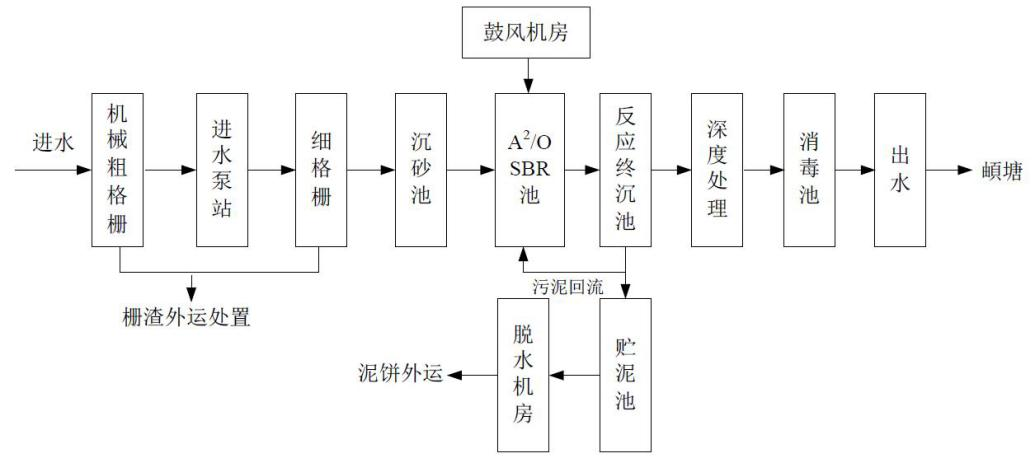 鼓风机房
进水
机械粗格栅
进水泵站
细格栅
沉砂池
A²/O
SBR
池
反应终沉池
深度处理
消毒池
出水
頔塘
污泥回流
栅渣外运处置
泥饼外运
脱水机房
贮泥池